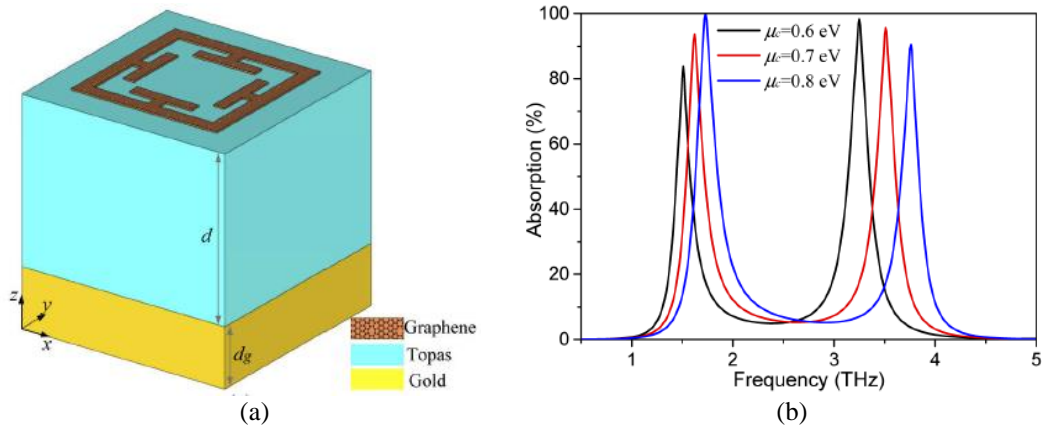 d
dg
z
y
x
Graphene
Topas
Gold
(a)
100
80
60
40
20
0
Absorption (%)
μc=0.6 eV
μc=0.7 eV
μc=0.8 eV
1 2 3 4 5
Frequency (THz)
(b)